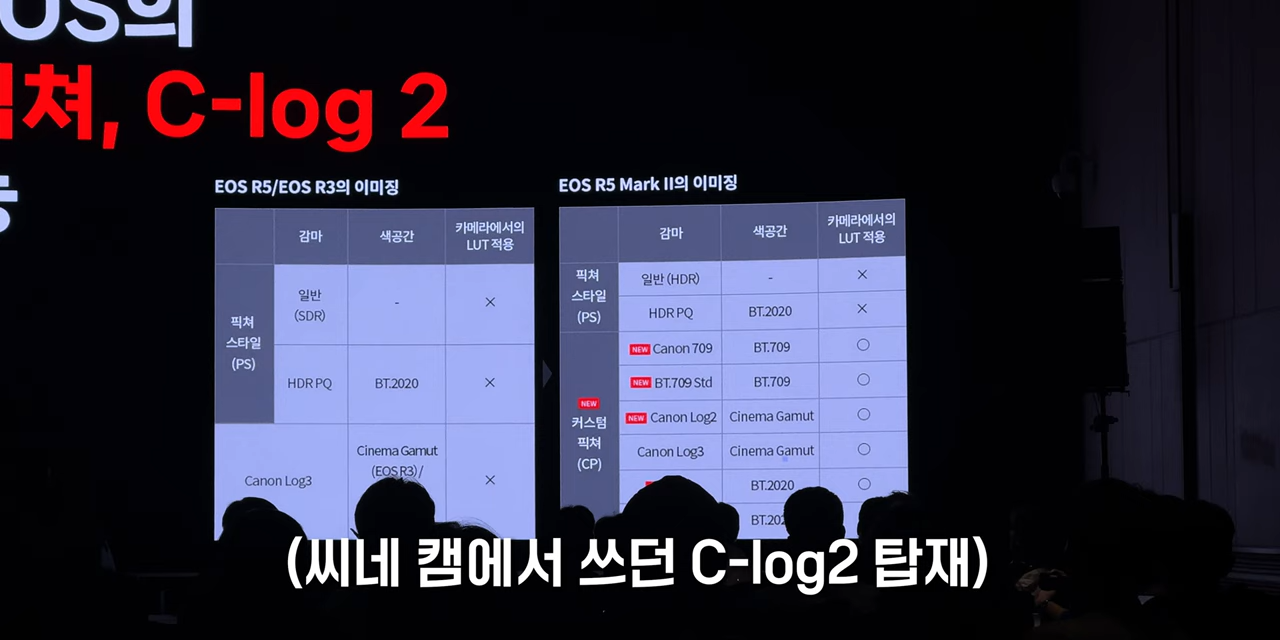 OS의
픽쳐, C-log 2
능
EOS R5/EOS R3의 이미징
감마 색공간 카메라에서의 LUT 적용
픽쳐 스타일 (PS)
일반 (SDR) - ×
HDR PQ BT.2020 ×
Canon Log3 Cinema Gamut (EOS R3) / ×
EOS R5 Mark II의 이미징
감마 색공간 카메라에서의 LUT 적용
픽쳐 스타일 (PS)
일반 (HDR) - ×
HDR PQ BT.2020 ×
NEW 커스텀 픽쳐 (CP)
NEW Canon 709 BT.709 ○
NEW BT.709 Std BT.709 ○
NEW Canon Log2 Cinema Gamut ○
Canon Log3 Cinema Gamut ○
BT.2020 ○
(씨네 캠에서 쓰던 C-log2 탑재)